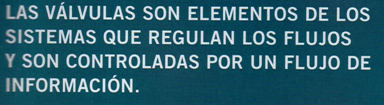 LAS VÁLVULAS SON ELEMENTOS DE LOS
SISTEMAS QUE REGULAN LOS FLUJOS
Y SON CONTROLADAS POR UN FLUJO DE
INFORMACIÓN.